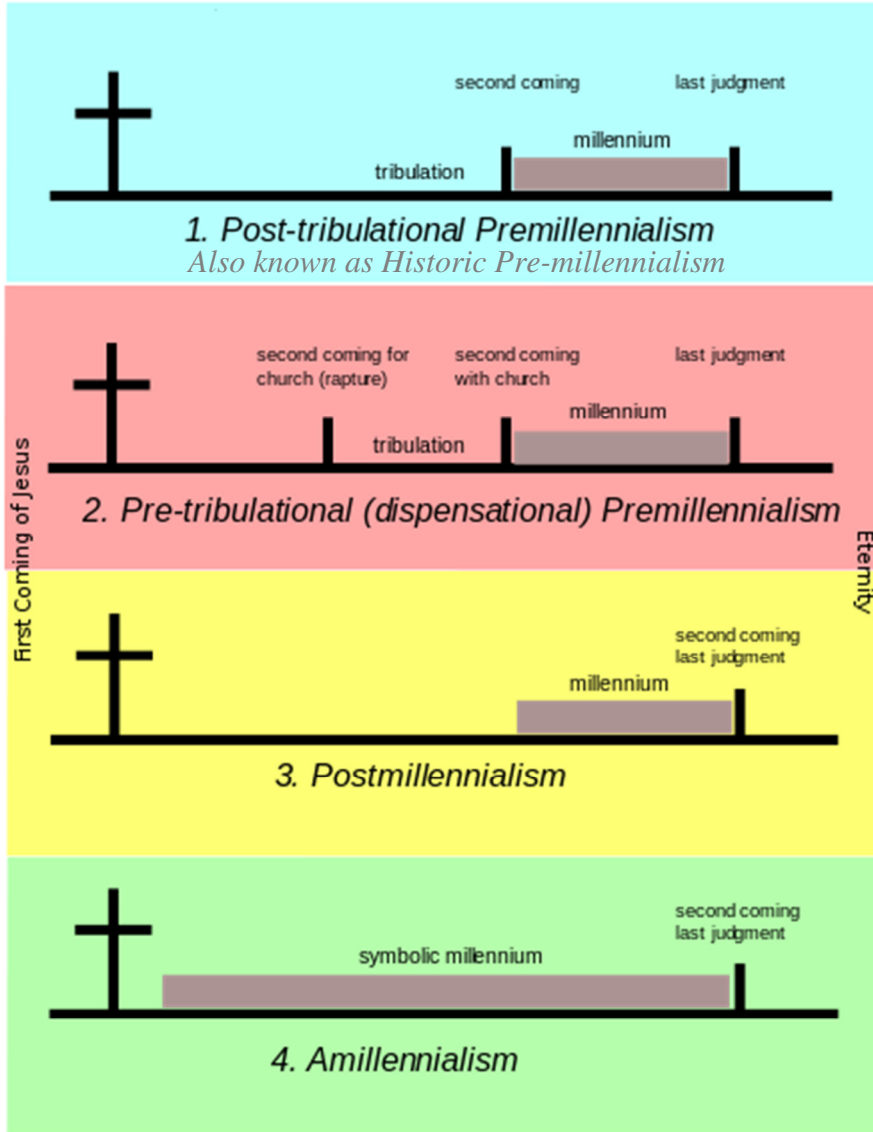 second coming last judgment
millennium
tribulation
1. Post-tribulational Premillennialism
Also known as Historic Pre-millennialism
second coming for second coming last judgment
church (rapture) with church
millennium
tribulation
2. Pre-tribulational (dispensational) Premillennialism
First Coming of Jesus
Eternity
second coming
last judgment
millennium
3. Postmillennialism
second coming
last judgment
symbolic millennium
4. Amillennialism